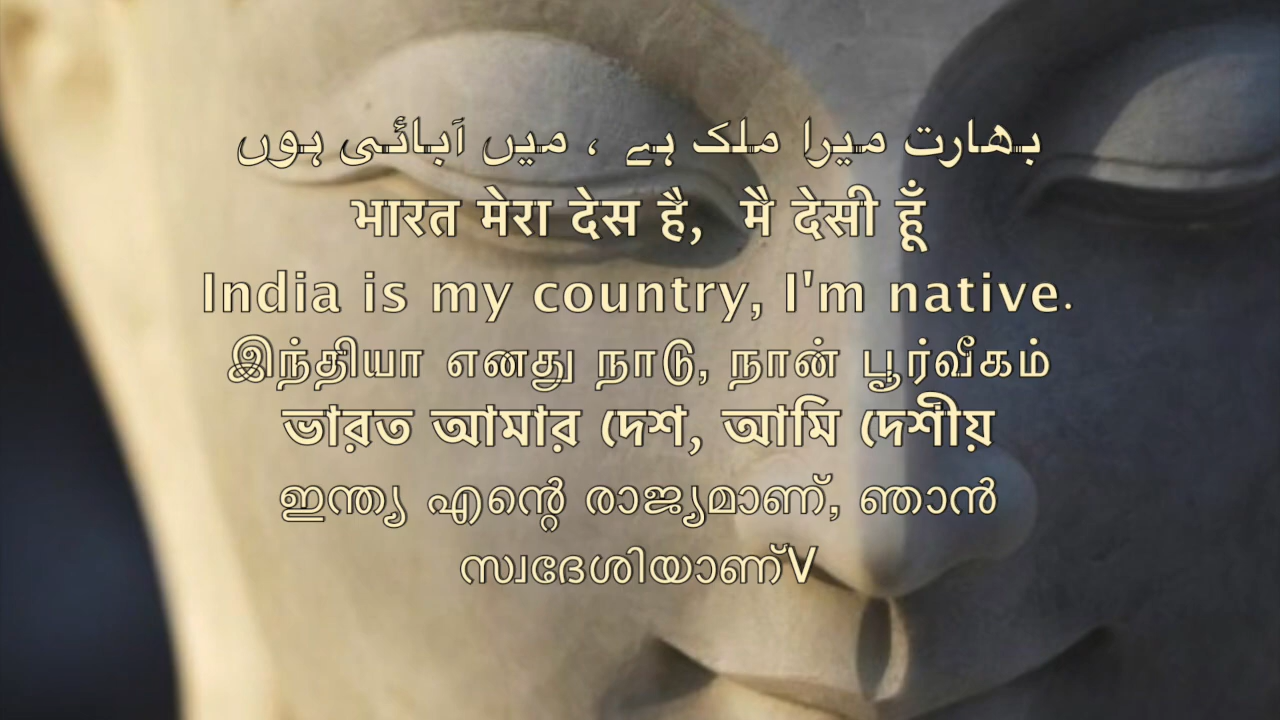 بھارت میرا ملک ہے ، میں آبائی ہوں
भारत मेरा देस है, मै देसी हूँ
India is my country, I'm native.
இந்தியா எனது நாடு, நான் பூர்வீகம்
ভারত আমার দেশ, আমি দেশীয়
ഇന്ത്യ എന്റെ രാജ്യമാണ്, ഞാൻ
സ്വദേശിയാണ്V